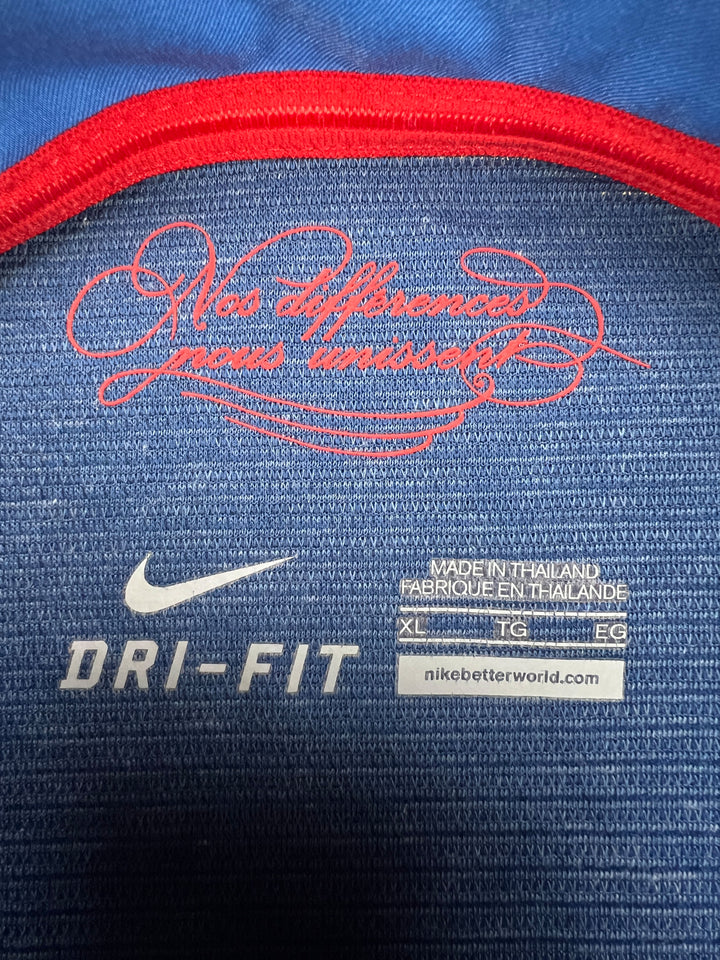 Nos différences
nous unissent
DRI-FIT
MADE IN THAILAND
FABRIQUE EN THAILANDE
XL TG EG
nikebetterworld.com